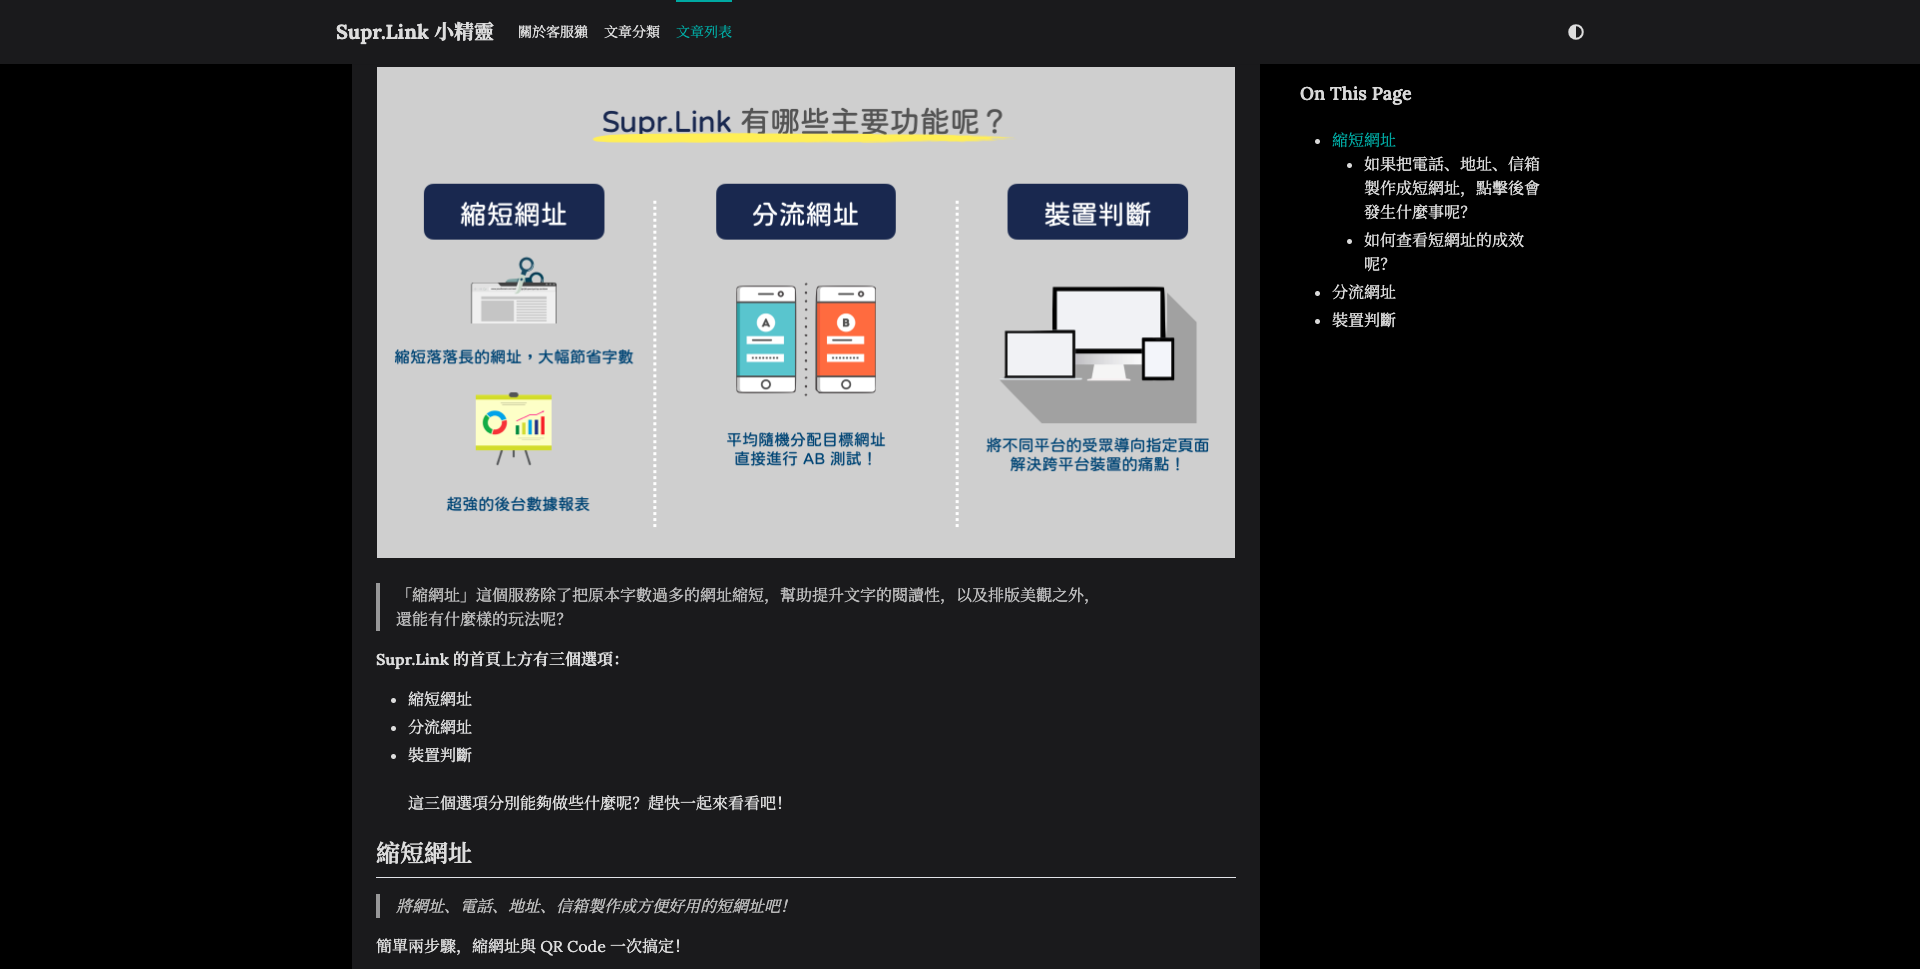 Supr.Link 小精靈
關於客服獺
文章分類
文章列表
Supr.Link 有哪些主要功能呢？
縮短網址
縮短落落長的網址，大幅節省字數
超強的後台數據報表
分流網址
A
B
平均隨機分配目標網址
直接進行 AB 測試！
裝置判斷
將不同平台的受眾導向指定頁面
解決跨平台裝置的痛點！
「縮網址」這個服務除了把原本字數過多的網址縮短，幫助提升文字的閱讀性，以及排版美觀之外，
還能有什麼樣的玩法呢？
Supr.Link 的首頁上方有三個選項：
縮短網址
分流網址
裝置判斷
這三個選項分別能夠做些什麼呢？趕快一起來看看吧！
縮短網址
將網址、電話、地址、信箱製作成方便好用的短網址吧！
簡單兩步驟，縮網址與 QR Code 一次搞定！
On This Page
縮短網址
如果把電話、地址、信箱
製作成短網址，點擊後會
發生什麼事呢？
如何查看短網址的成效
呢？
分流網址
裝置判斷